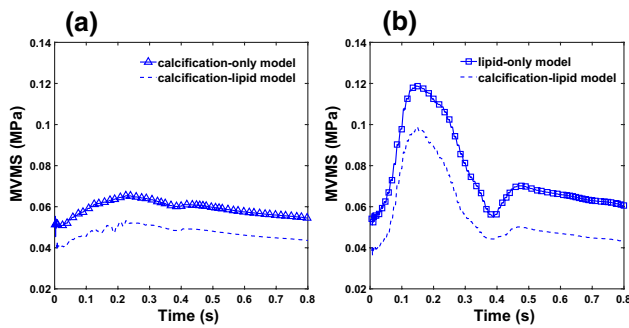 (a)
(b)
0.14
0.12
0.1
0.08
0.06
0.04
0.02
MVMS (MPa)
calcification-only model
calcification-lipid model
0 0.1 0.2 0.3 0.4 0.5 0.6 0.7 0.8
Time (s)
0.14
0.12
0.1
0.08
0.06
0.04
0.02
MVMS (MPa)
lipid-only model
calcification-lipid model
0 0.1 0.2 0.3 0.4 0.5 0.6 0.7 0.8
Time (s)